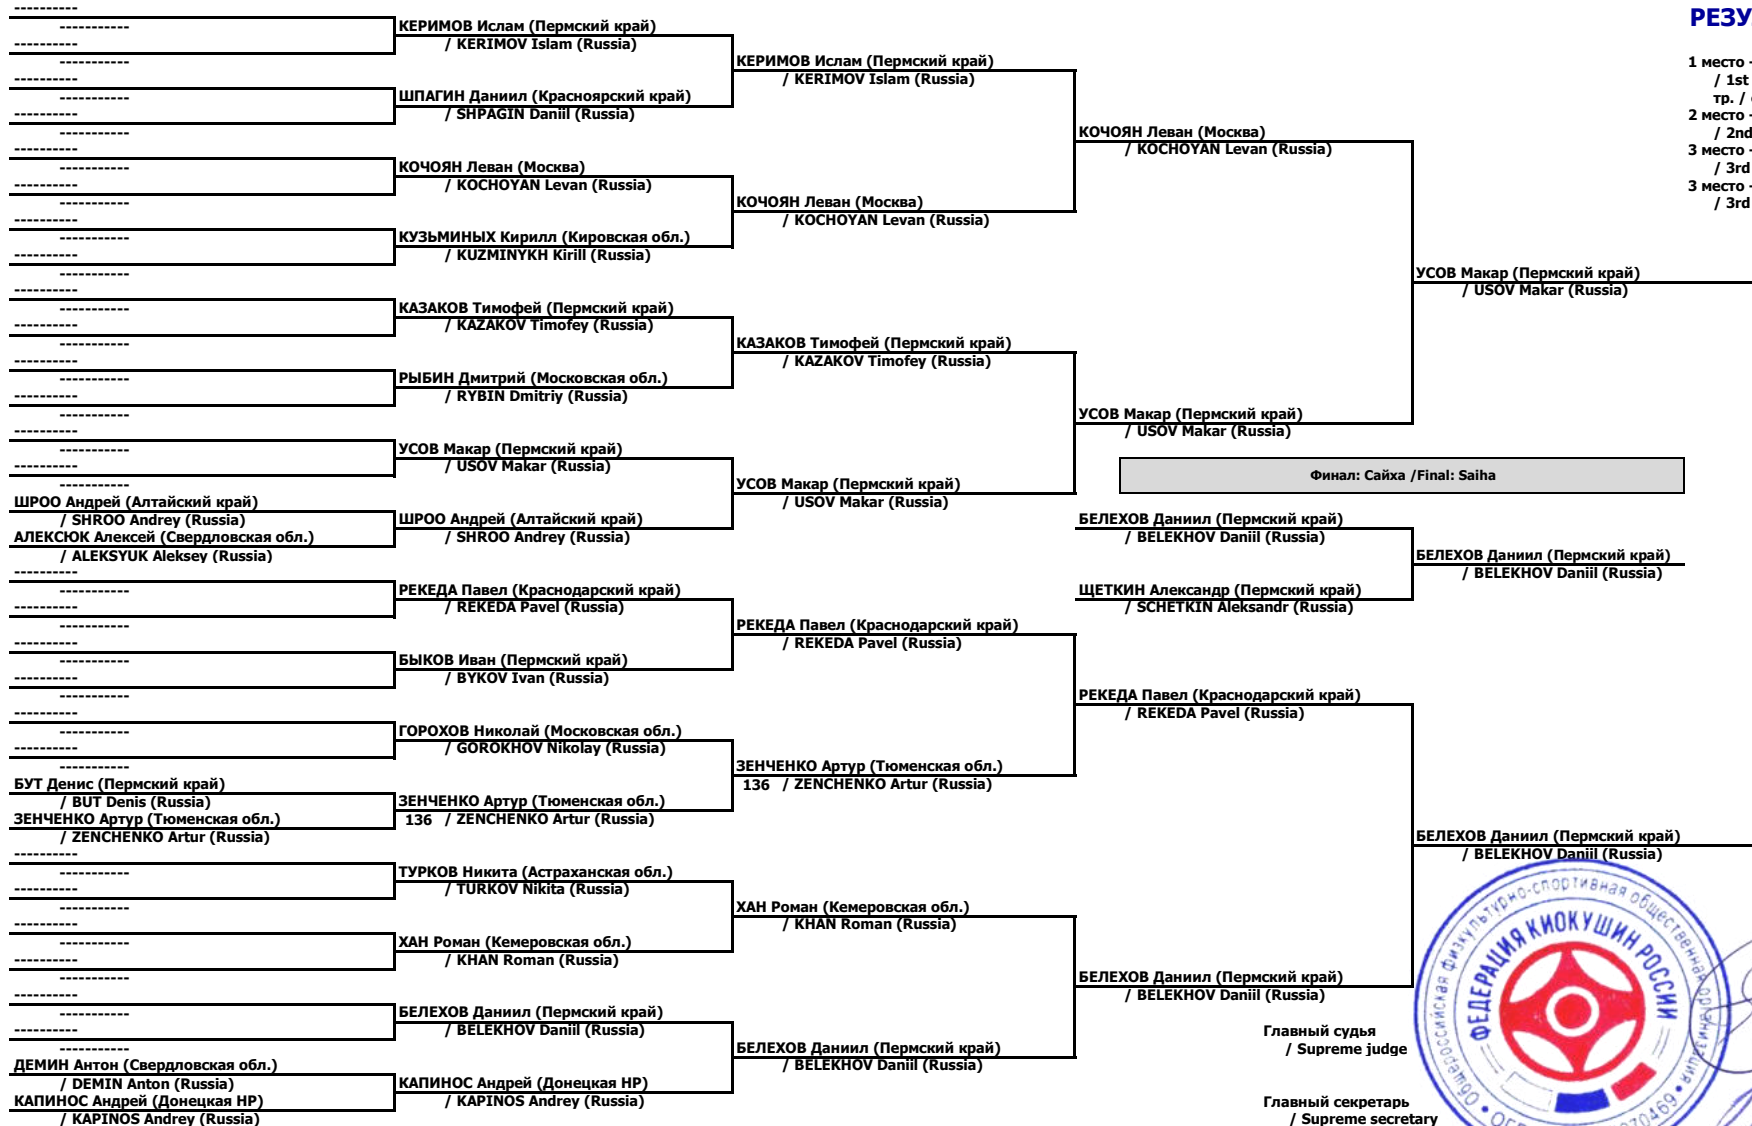 РЕЗУ
1 место -
/ 1st
тр. /
2 место -
/ 2nd
3 место -
/ 3rd
3 место -
/ 3rd
----------
-----------
----------
-----------
----------
-----------
----------
-----------
----------
-----------
----------
-----------
----------
-----------
----------
-----------
----------
-----------
----------
-----------
----------
-----------
----------
-----------
----------
-----------
----------
-----------
ШРОО Андрей (Алтайский край)
/ SHROO Andrey (Russia)
АЛЕКСЮК Алексей (Свердловская обл.)
/ ALEKSYUK Aleksey (Russia)
----------
-----------
----------
-----------
----------
-----------
----------
-----------
----------
-----------
----------
-----------
БУТ Денис (Пермский край)
/ BUT Denis (Russia)
ЗЕНЧЕНКО Артур (Тюменская обл.)
/ ZENCHENKO Artur (Russia)
----------
-----------
----------
-----------
----------
-----------
----------
-----------
----------
-----------
----------
-----------
ДЕМИН Антон (Свердловская обл.)
/ DEMIN Anton (Russia)
КАПИНОС Андрей (Донецкая НР)
/ KAPINOS Andrey (Russia)
КЕРИМОВ Ислам (Пермский край)
/ KERIMOV Islam (Russia)
ШПАГИН Даниил (Красноярский край)
/ SHPAGIN Daniil (Russia)
КОЧОЯН Леван (Москва)
/ KOCHOYAN Levan (Russia)
КУЗЬМИНЫХ Кирилл (Кировская обл.)
/ KUZMINYKH Kirill (Russia)
КАЗАКОВ Тимофей (Пермский край)
/ KAZAKOV Timofey (Russia)
РЫБИН Дмитрий (Московская обл.)
/ RYBIN Dmitriy (Russia)
УСОВ Макар (Пермский край)
/ USOV Makar (Russia)
ШРОО Андрей (Алтайский край)
/ SHROO Andrey (Russia)
РЕКЕДА Павел (Краснодарский край)
/ REKEDA Pavel (Russia)
БЫКОВ Иван (Пермский край)
/ BYKOV Ivan (Russia)
ГОРОХОВ Николай (Московская обл.)
/ GOROKHOV Nikolay (Russia)
ЗЕНЧЕНКО Артур (Тюменская обл.)
136 / ZENCHENKO Artur (Russia)
ТУРКОВ Никита (Астраханская обл.)
/ TURKOV Nikita (Russia)
ХАН Роман (Кемеровская обл.)
/ KHAN Roman (Russia)
БЕЛЕХОВ Даниил (Пермский край)
/ BELEKHOV Daniil (Russia)
КАПИНОС Андрей (Донецкая НР)
/ KAPINOS Andrey (Russia)
КЕРИМОВ Ислам (Пермский край)
/ KERIMOV Islam (Russia)
КОЧОЯН Леван (Москва)
/ KOCHOYAN Levan (Russia)
КАЗАКОВ Тимофей (Пермский край)
/ KAZAKOV Timofey (Russia)
УСОВ Макар (Пермский край)
/ USOV Makar (Russia)
РЕКЕДА Павел (Краснодарский край)
/ REKEDA Pavel (Russia)
ЗЕНЧЕНКО Артур (Тюменская обл.)
136 / ZENCHENKO Artur (Russia)
ХАН Роман (Кемеровская обл.)
/ KHAN Roman (Russia)
БЕЛЕХОВ Даниил (Пермский край)
/ BELEKHOV Daniil (Russia)
КОЧОЯН Леван (Москва)
/ KOCHOYAN Levan (Russia)
УСОВ Макар (Пермский край)
/ USOV Makar (Russia)
Финал: Сайха /Final: Saiha
БЕЛЕХОВ Даниил (Пермский край)
/ BELEKHOV Daniil (Russia)
ЩЕТКИН Александр (Пермский край)
/ SCHETKIN Aleksandr (Russia)
РЕКЕДА Павел (Краснодарский край)
/ REKEDA Pavel (Russia)
БЕЛЕХОВ Даниил (Пермский край)
/ BELEKHOV Daniil (Russia)
УСОВ Макар (Пермский край)
/ USOV Makar (Russia)
БЕЛЕХОВ Даниил (Пермский край)
/ BELEKHOV Daniil (Russia)
БЕЛЕХОВ Даниил (Пермский край)
/ BELEKHOV Daniil (Russia)
Главный судья
/ Supreme judge
Главный секретарь
/ Supreme secretary
Общероссийская физкультурно-спортивная общественная организация
ФЕДЕРАЦИЯ КИОКУШИН РОССИИ